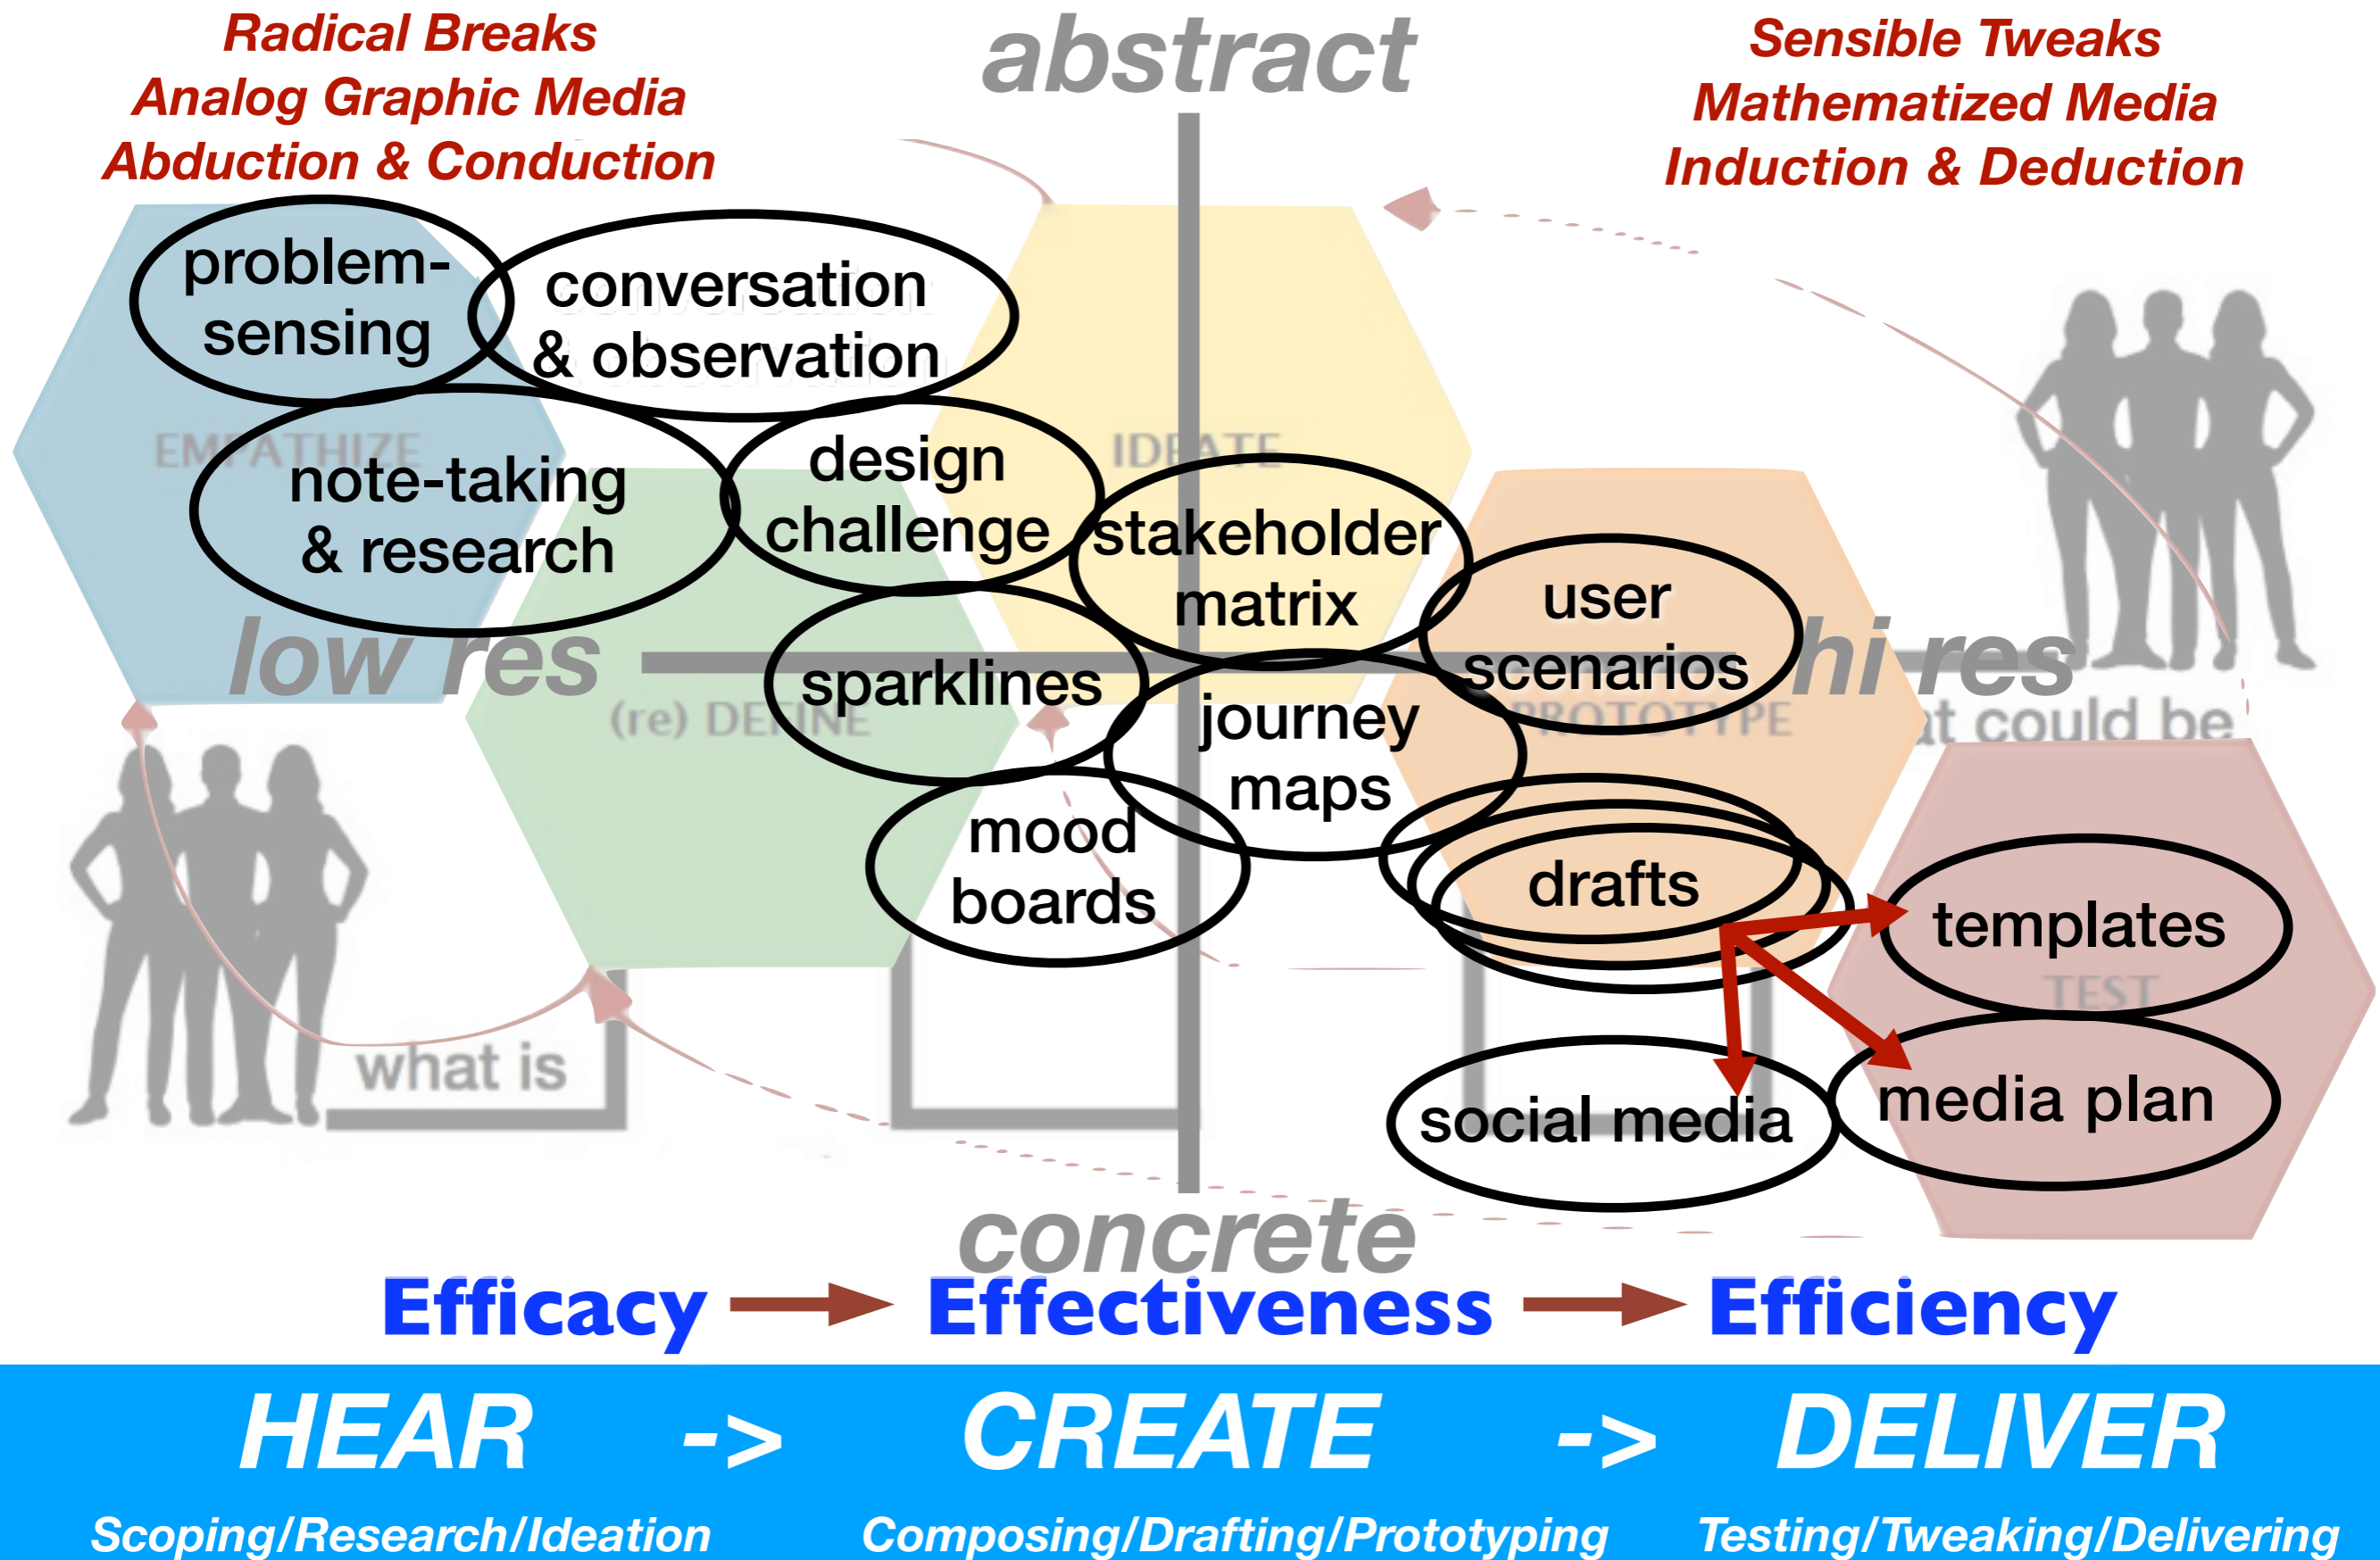 Radical Breaks
Analog Graphic Media
Abduction & Conduction
abstract
Sensible Tweaks
Mathematized Media
Induction & Deduction
problem-
sensing
conversation
& observation
EMPATHIZE
note-taking
& research
design
challenge
IDEATE
stakeholder
matrix
user
scenarios
low res
hi res
sparklines
(re) DEFINE
journey
maps
PROTOTYPE
at could be
mood
boards
drafts
templates
TEST
what is
social media
media plan
concrete
Efficacy
Effectiveness
Efficiency
HEAR -> CREATE -> DELIVER
Scoping/Research/Ideation
Composing/Drafting/Prototyping
Testing/Tweaking/Delivering